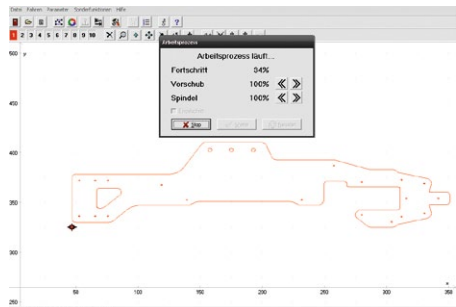 Datei Fahren Parameter Sonderfunktionen Hilfe
1 2 3 4 5 6 7 8 9 10
Arbeitsprozess
Arbeitsprozess läuft...
Fortschritt 34%
Vorschub 100%
Spindel 100%
Stop
500 y
450
400
350
300
250
50 100 150 200 250 300 350
x